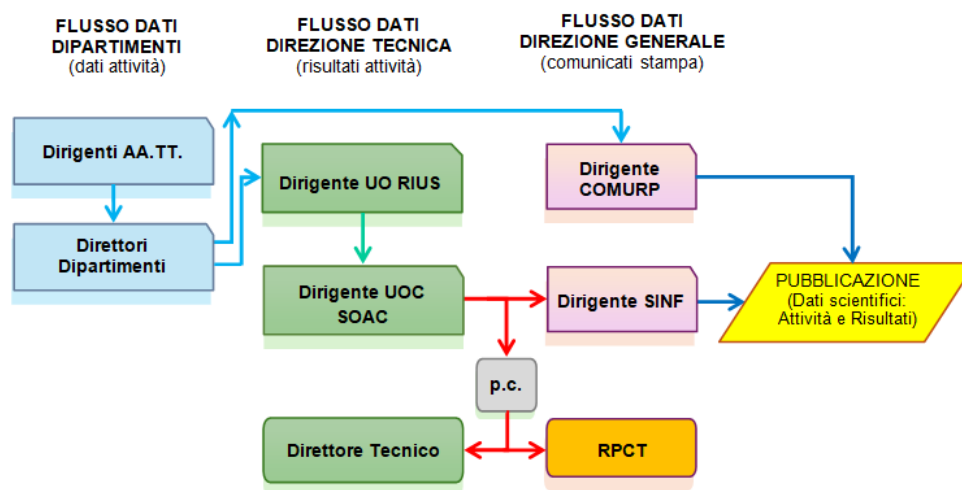 FLUSSO DATI
DIPARTIMENTI
(dati attività)
FLUSSO DATI
DIREZIONE TECNICA
(risultati attività)
FLUSSO DATI
DIREZIONE GENERALE
(comunicati stampa)
Dirigenti AA.TT.
Direttori
Dipartimenti
Dirigente UO RIUS
Dirigente UOC
SOAC
Dirigente
COMURP
Dirigente SINF
PUBBLICAZIONE
(Dati scientifici:
Attività e Risultati)
p.c.
Direttore Tecnico
RPCT